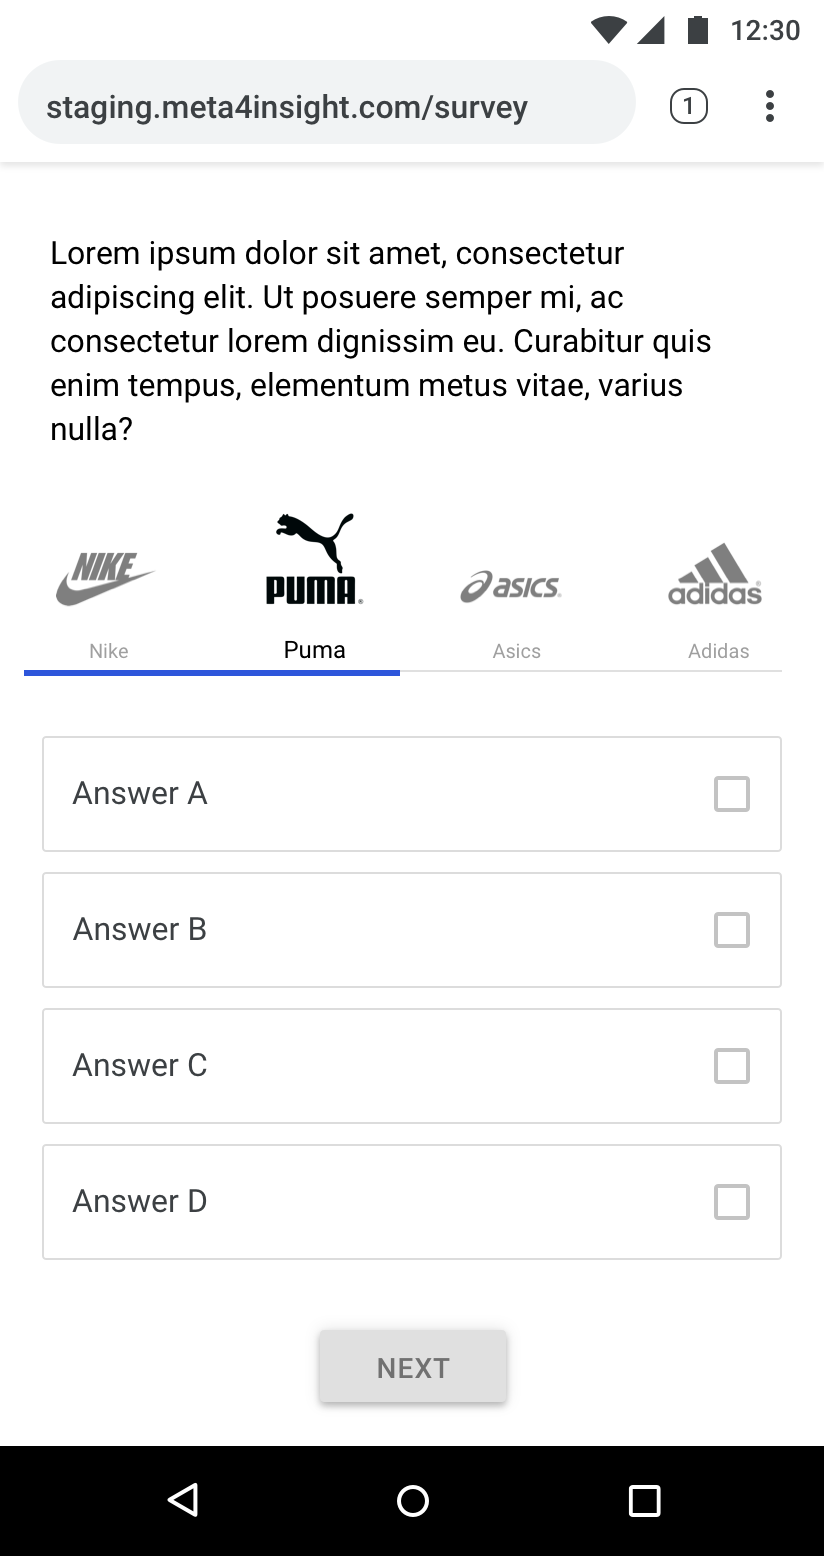 12:30
staging.meta4insight.com/survey
1
Lorem ipsum dolor sit amet, consectetur
adipiscing elit. Ut posuere semper mi, ac
consectetur lorem dignissim eu. Curabitur quis
enim tempus, elementum metus vitae, varius
nulla?
NIKE PUMA® asics® adidas®
Nike Puma Asics Adidas
Answer A
Answer B
Answer C
Answer D
NEXT